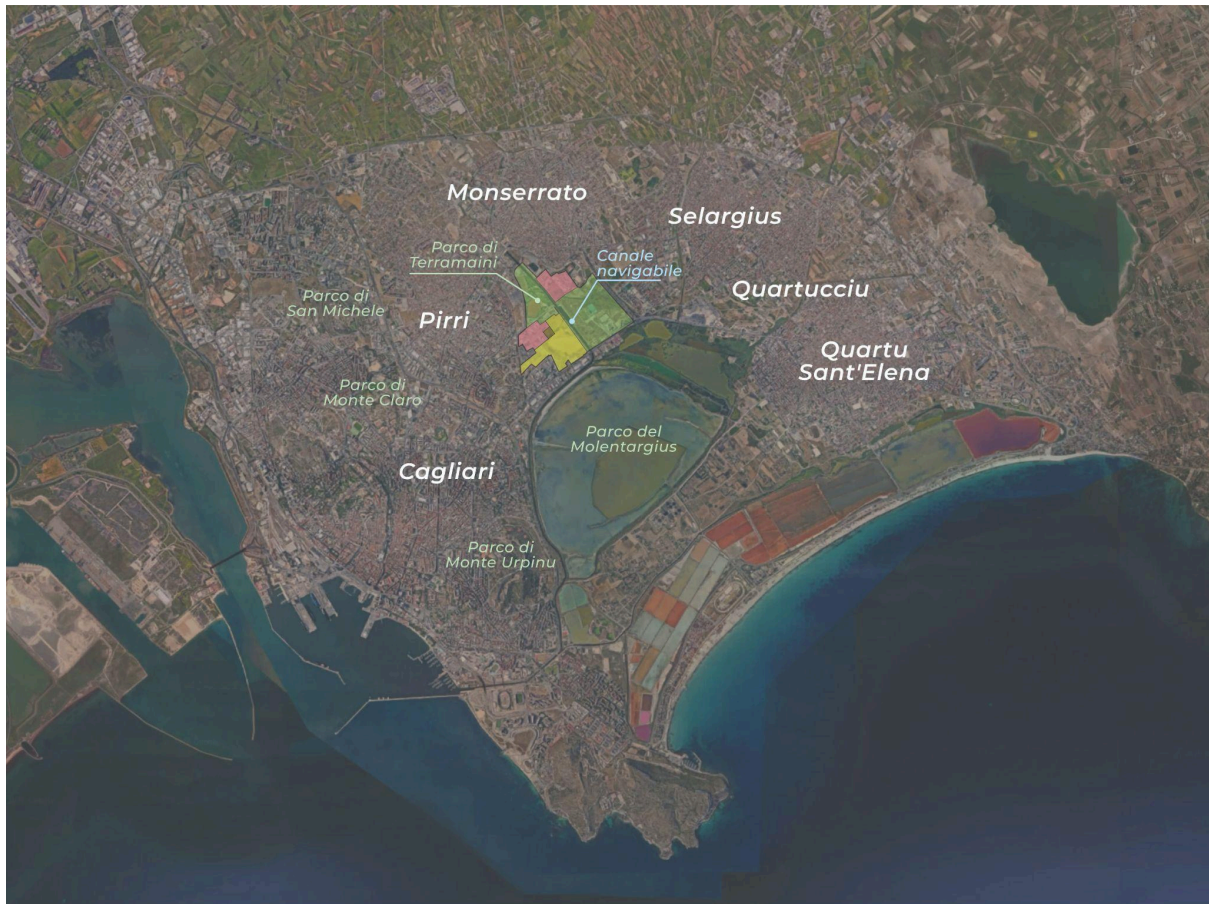 Monserrato
Selargius
Parco di
Terramaini
Canale
navigabile
Quartucciu
Parco di
San Michele
Pirri
Quartu
Sant'Elena
Parco di
Monte Claro
Parco del
Molentargius
Cagliari
Parco di
Monte Urpinu